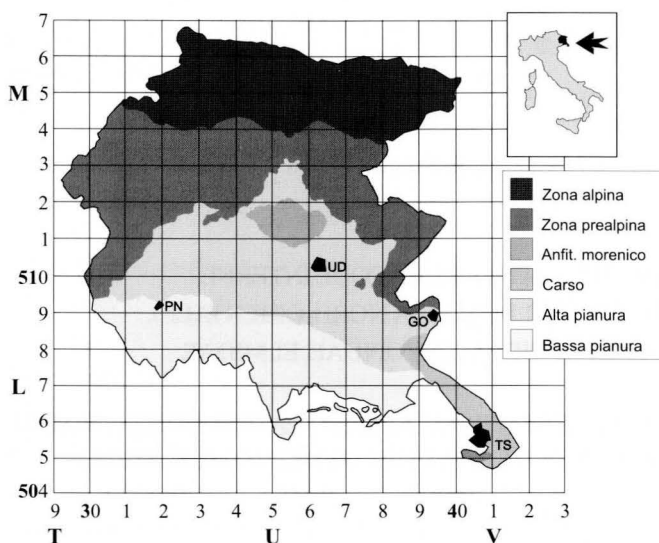 7
6
M 5
4
3
2
1
510
9
8
L 7
6
5
504
9 30 1 2 3 4 5 6 7 8 9 40 1 2 3
T U V
UD
PN
GO
TS
Zona alpina
Zona prealpina
Anfit. morenico
Carso
Alta pianura
Bassa pianura